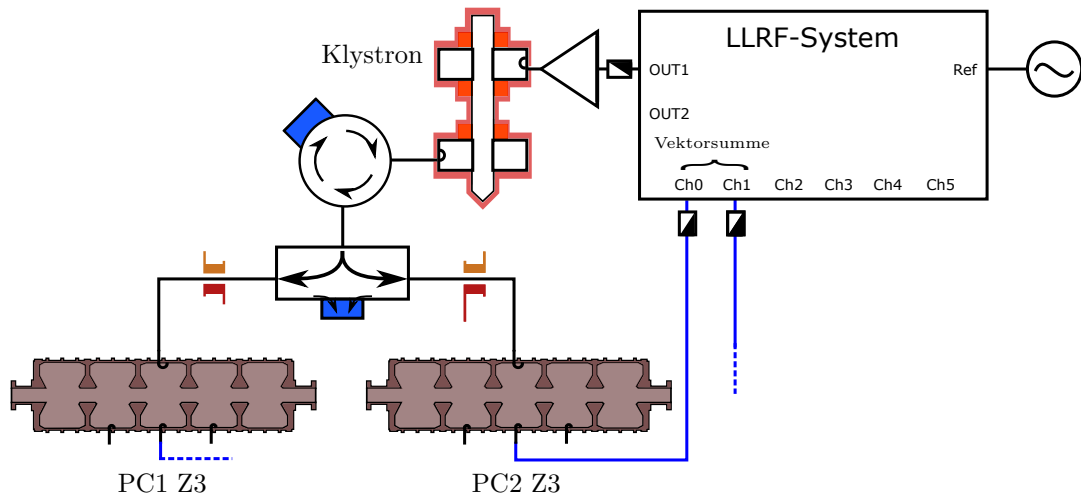 LLRF-System
Klystron
OUT1
Ref
OUT2
Vektorsumme
Ch0 Ch1 Ch2 Ch3 Ch4 Ch5
PC1 Z3
PC2 Z3